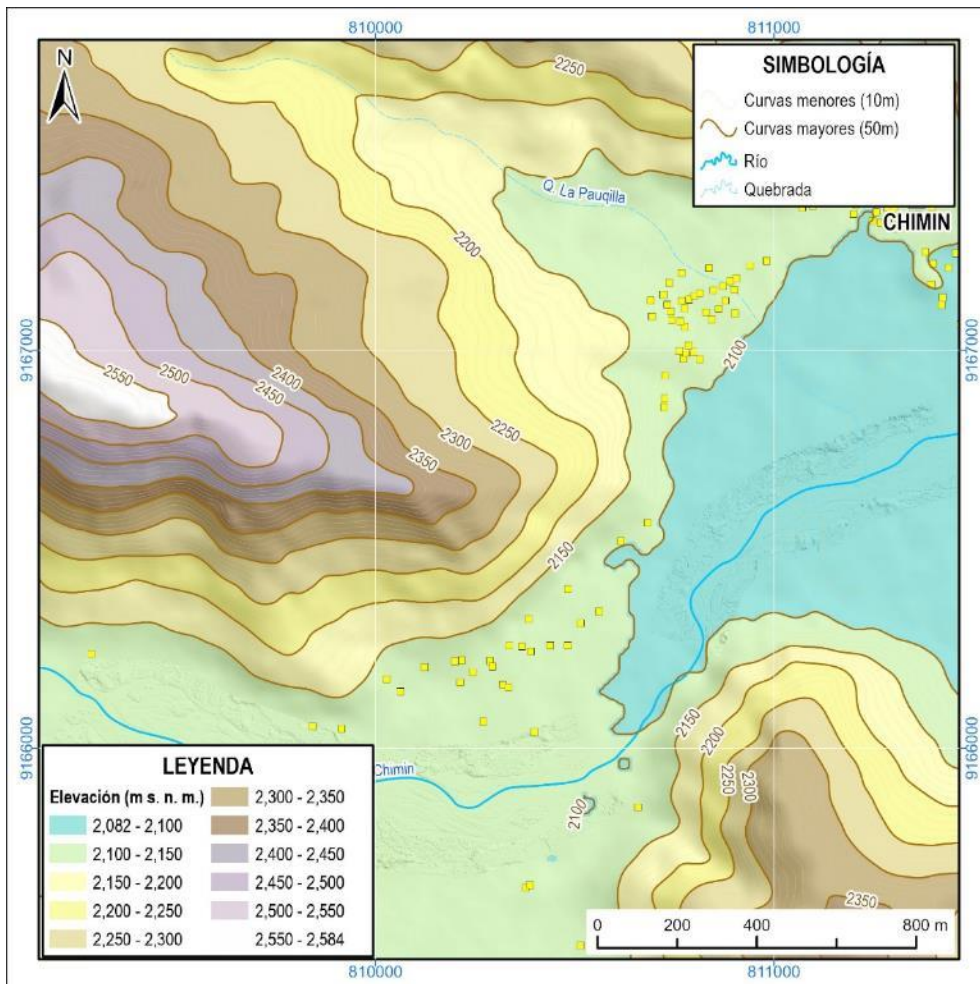 810000
811000
N
2250
SIMBOLOGÍA
Curvas menores (10m)
Curvas mayores (50m)
Río
Quebrada
Q. La Pauqilla
CHIMIN
2200
9167000
9167000
2100
2550
2500
2400
2450
2300
2250
2350
2150
2150
2200
2250
2300
9166000
9166000
Chimin
2100
2350
LEYENDA
Elevación (m s. n. m.)
2,082 - 2,100
2,100 - 2,150
2,150 - 2,200
2,200 - 2,250
2,250 - 2,300
2,300 - 2,350
2,350 - 2,400
2,400 - 2,450
2,450 - 2,500
2,500 - 2,550
2,550 - 2,584
0 200 400 800 m
810000
811000